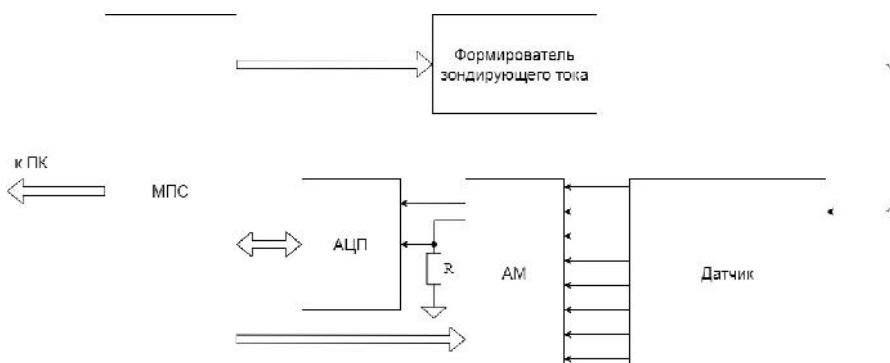 Формирователь
зондирующего тока
к ПК
МПС
АЦП
R
АМ
Датчик